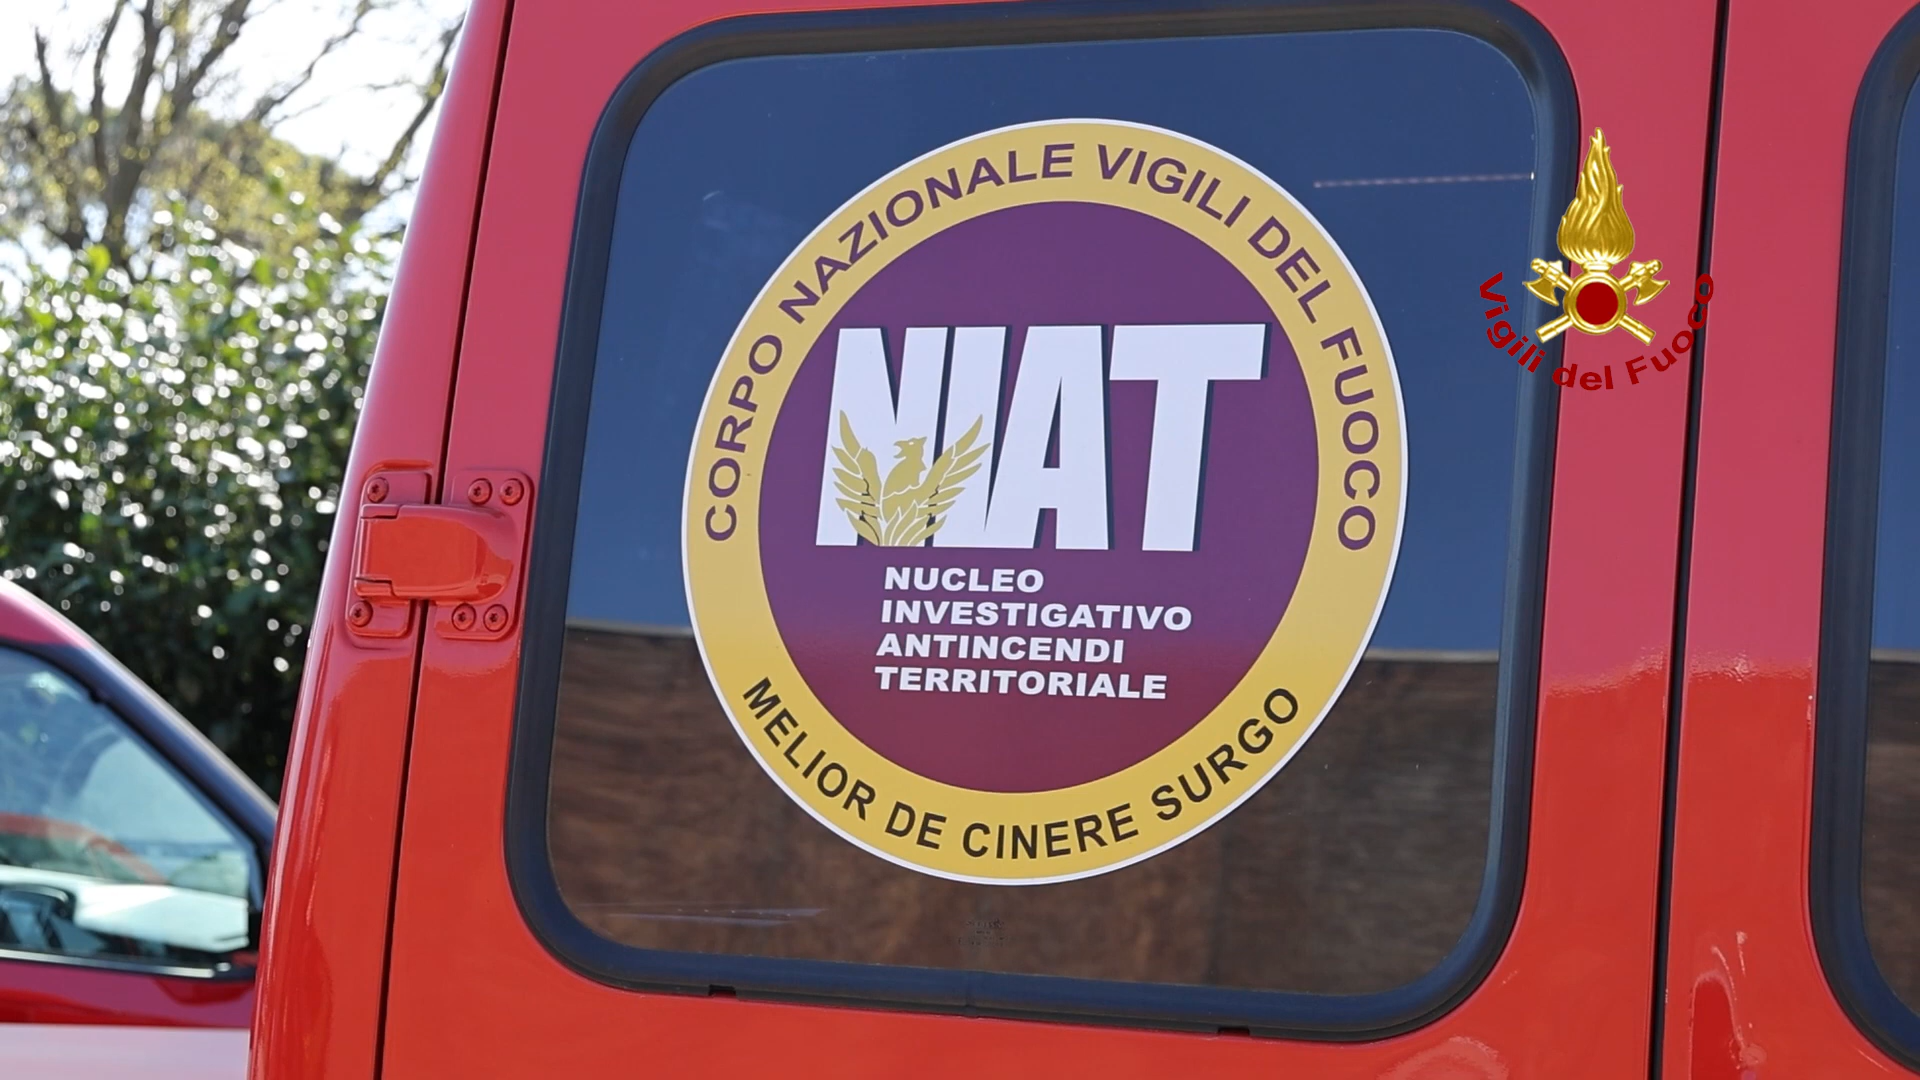 CORPO NAZIONALE VIGILI DEL FUOCO
NIAT
NUCLEO
INVESTIGATIVO
ANTINCENDI
TERRITORIALE
MELIOR DE CINERE SURGO
Vigili del Fuoco